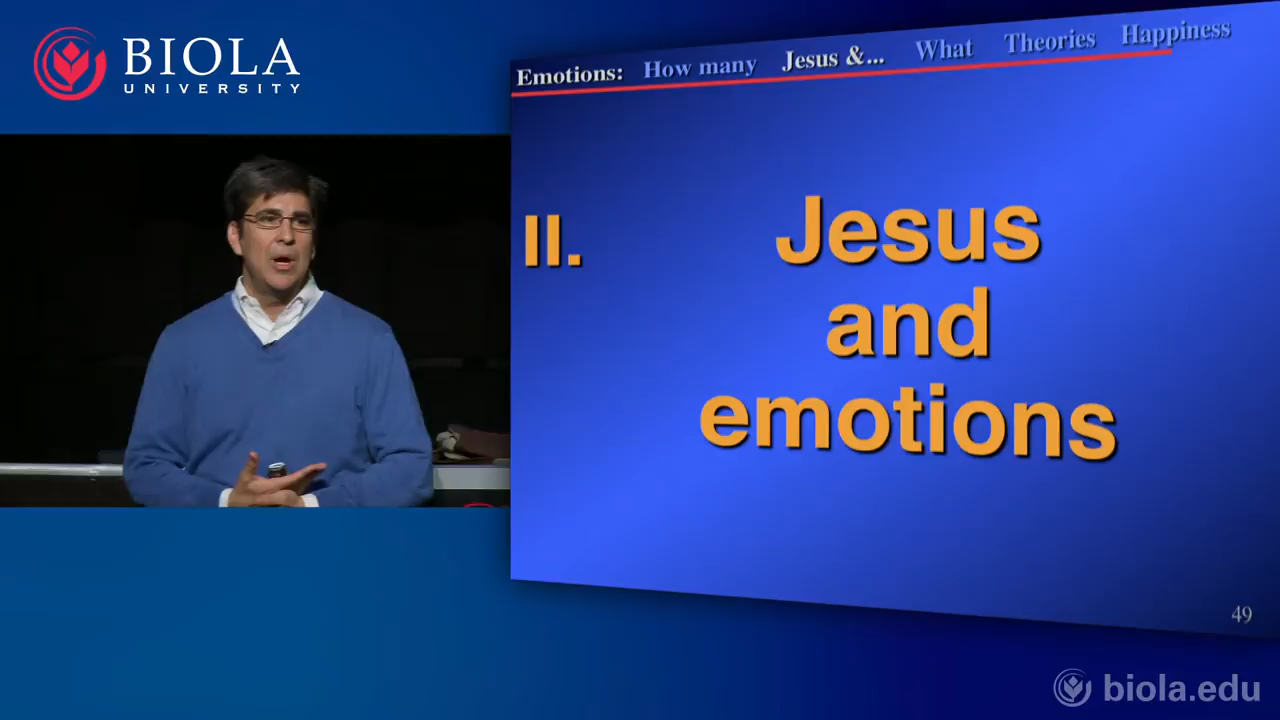 BIOLA
UNIVERSITY
Emotions: How many Jesus &... What Theories Happiness
II. Jesus
and
emotions
49
biola.edu